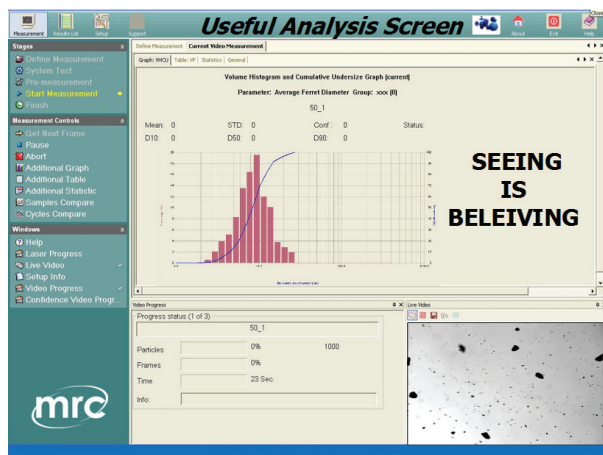 Useful Analysis Screen
Close
Measurement
Results List
Setup
Support
About
Exit
Help
Stages
Define Measurement
System Test
Pre-measurement
Start Measurement
Finish
Measurement Controls
Get Next Frame
Pause
Abort
Additional Graph
Additional Table
Additional Statistic
Samples Compare
Cycles Compare
Windows
Help
Laser Progress
Live Video
Setup Info
Video Progress
Confidence Video Progr...
mrc
Define Measurement Current Video Measurement
Graph: VHCU Table: VP Statistics General
Volume Histogram and Cumulative Undersize Graph (current)
Parameter: Average Ferret Diameter Group: xxx (0)
50_1
Mean: 0 STD: 0 Conf: 0 Status:
D10: 0 D50: 0 D90: 0
SEEING
IS
BELEIVING
Video Progress
Progress status (1 of 3)
50_1
Particles 0% 1000
Frames 0%
Time 23 Sec.
Info:
Live Video